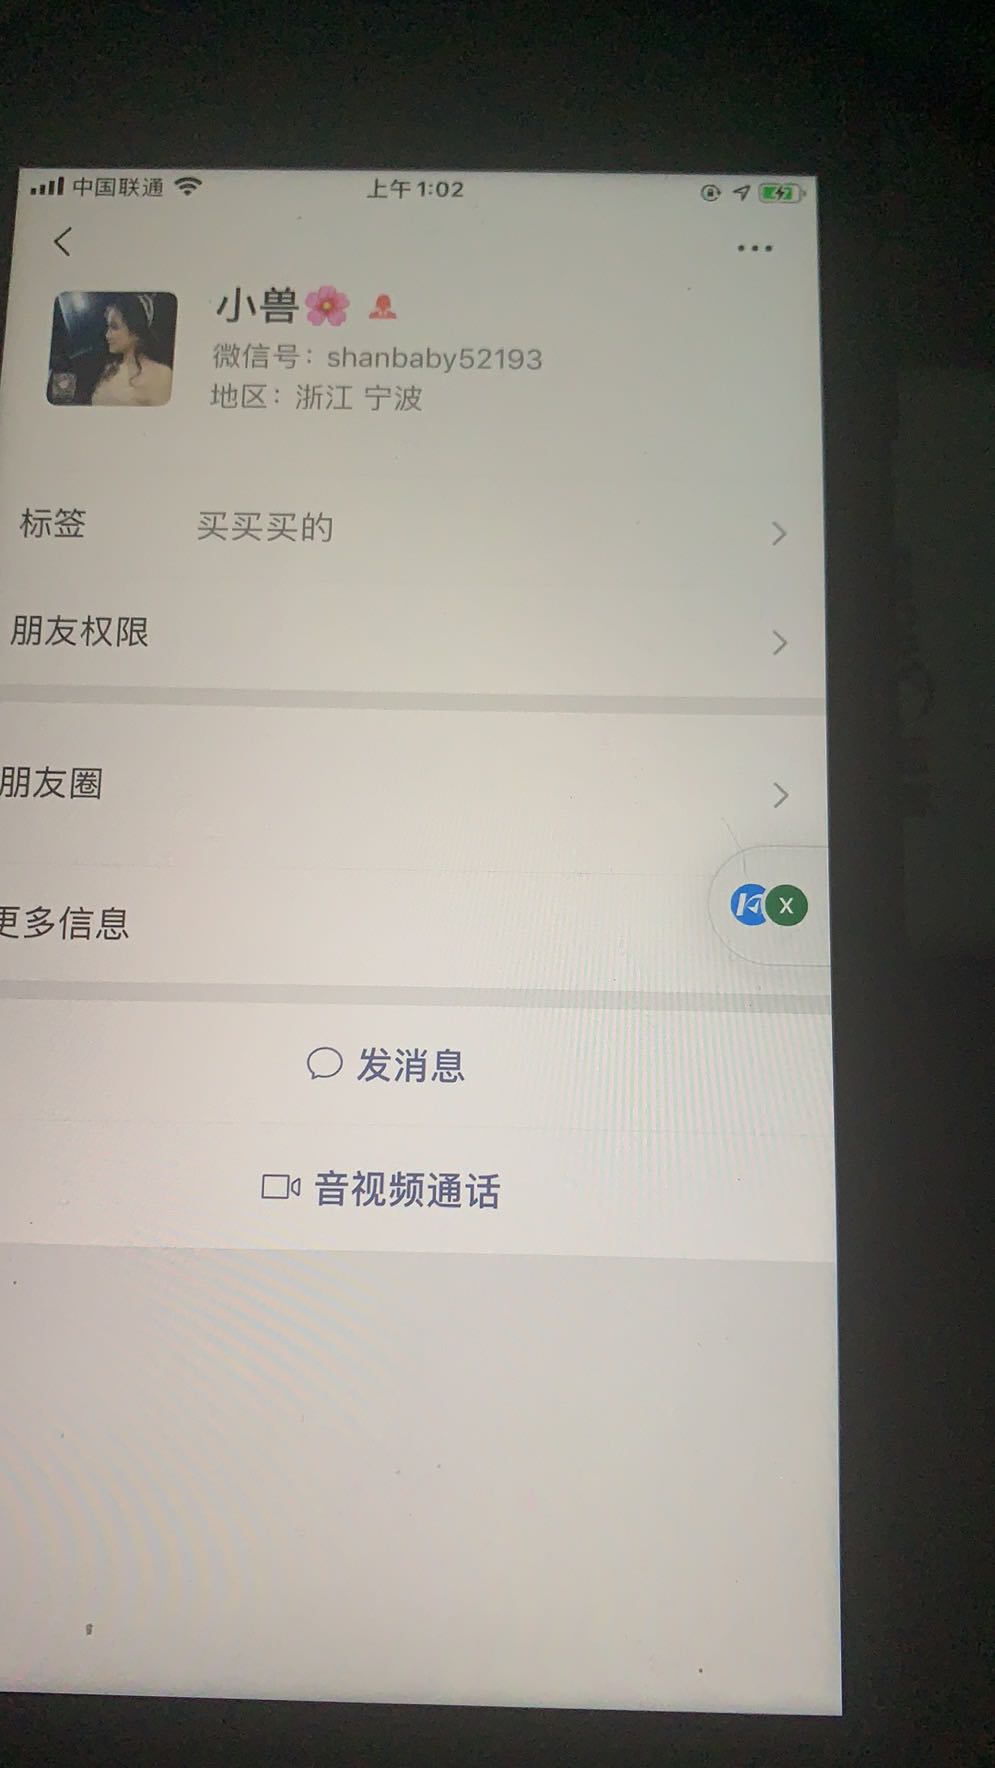 中国联通
上午1:02
小兽🌸
微信号：shanbaby52193
地区：浙江 宁波
标签 买买买的
朋友权限
朋友圈
更多信息
X
发消息
音视频通话